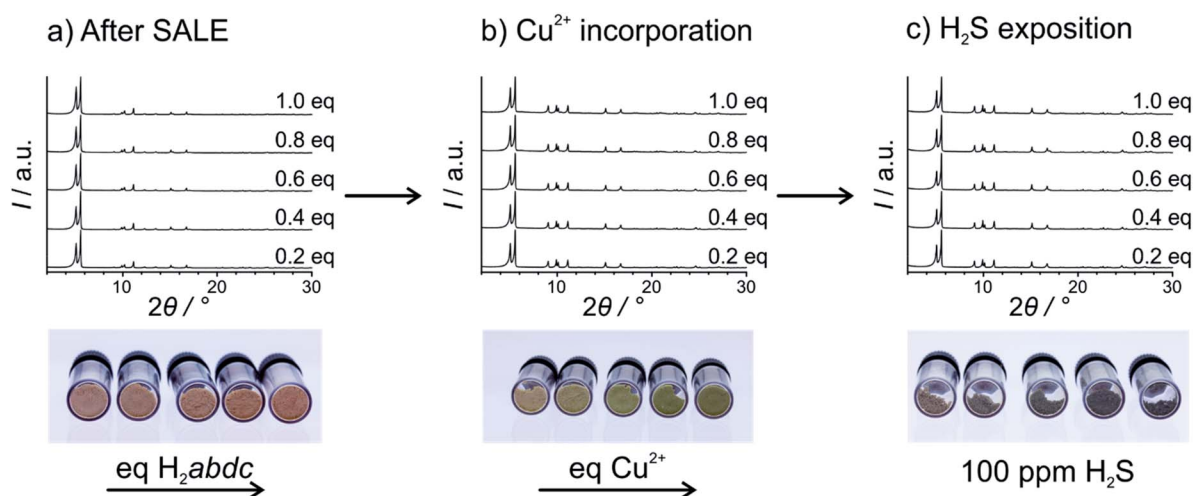 a) After SALE
I / a.u.
1.0 eq
0.8 eq
0.6 eq
0.4 eq
0.2 eq
10 20 30
2θ / °
eq H₂abdc
b) Cu²⁺ incorporation
I / a.u.
1.0 eq
0.8 eq
0.6 eq
0.4 eq
0.2 eq
10 20 30
2θ / °
eq Cu²⁺
c) H₂S exposition
I / a.u.
1.0 eq
0.8 eq
0.6 eq
0.4 eq
0.2 eq
10 20 30
2θ / °
100 ppm H₂S